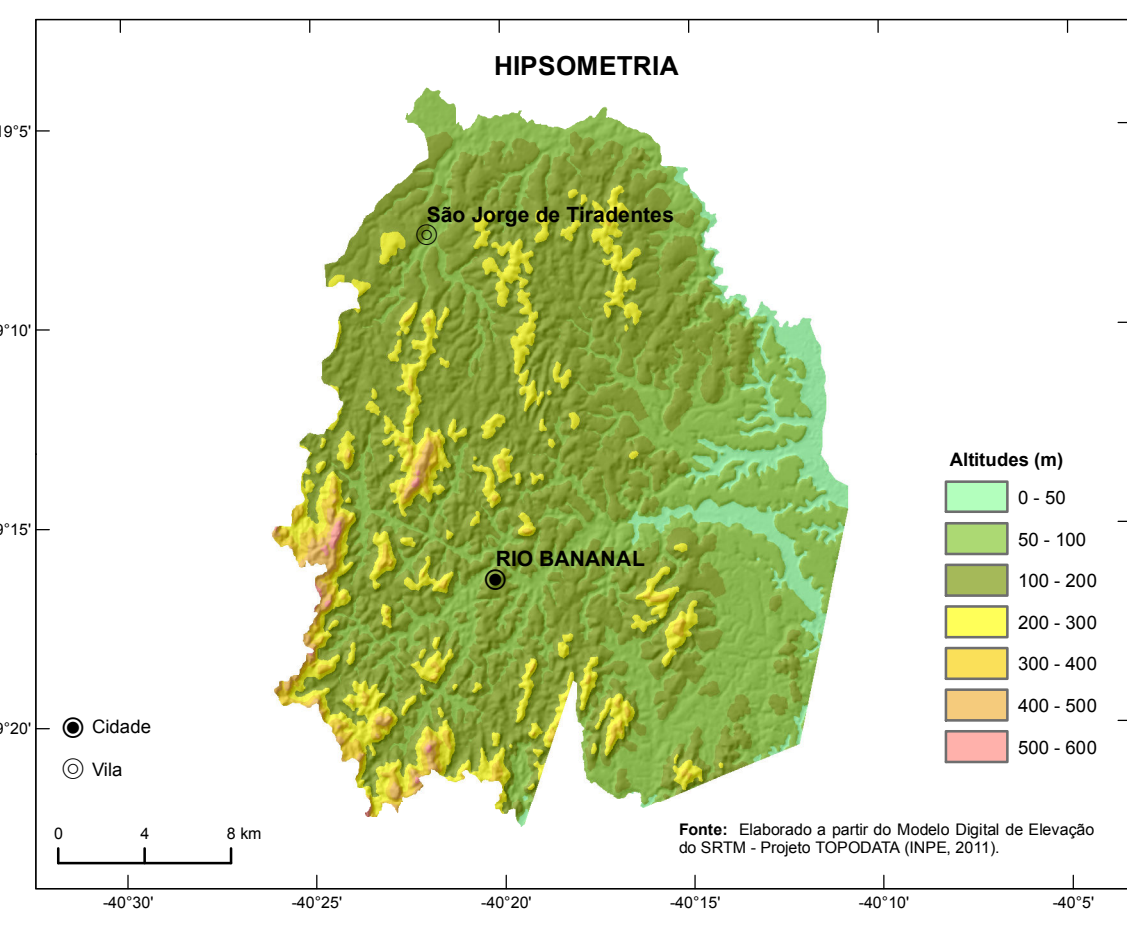 HIPSOMETRIA
9°5'
São Jorge de Tiradentes
9°10'
Altitudes (m)
0 - 50
50 - 100
9°15'
RIO BANANAL
100 - 200
200 - 300
300 - 400
400 - 500
500 - 600
9°20'
Cidade
Vila
0 4 8 km
Fonte: Elaborado a partir do Modelo Digital de Elevação
do SRTM - Projeto TOPODATA (INPE, 2011).
-40°30' -40°25' -40°20' -40°15' -40°10' -40°5'